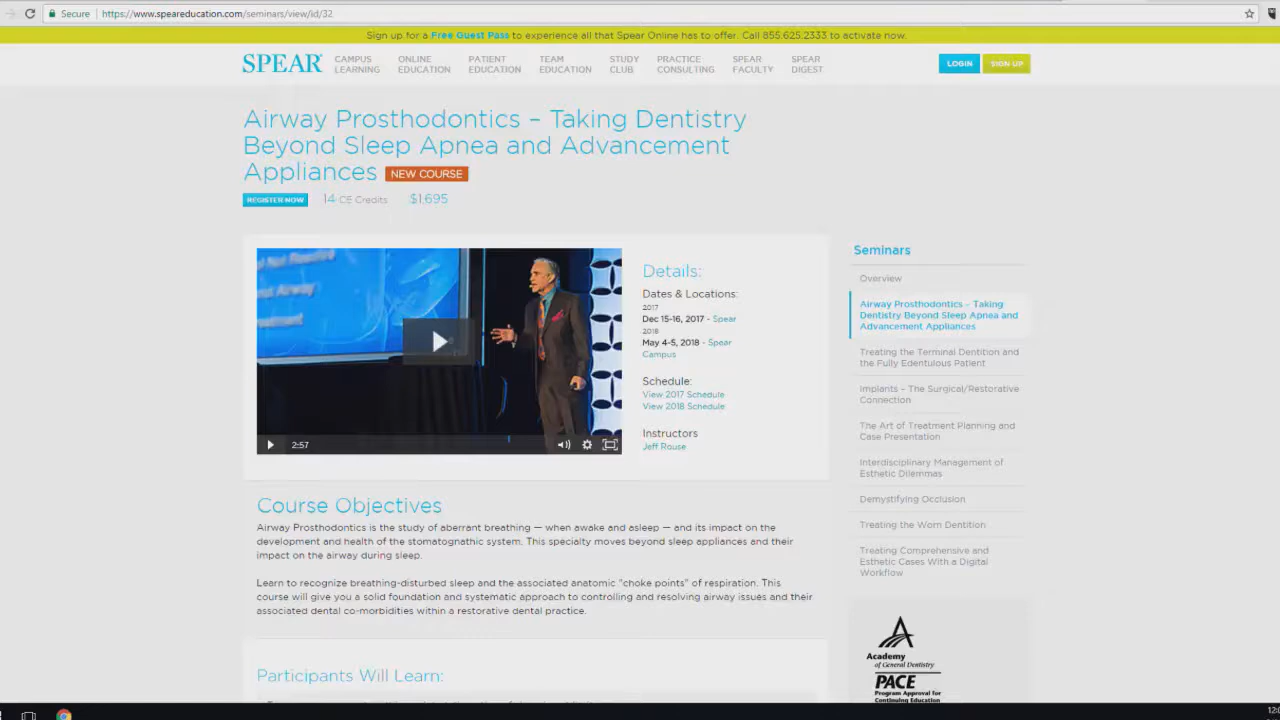 Secure https://www.speareducation.com/seminars/view/id/32
Sign up for a Free Guest Pass to experience all that Spear Online has to offer. Call 855.625.2333 to activate now.
SPEAR
CAMPUS LEARNING
ONLINE EDUCATION
PATIENT EDUCATION
TEAM EDUCATION
STUDY CLUB
PRACTICE CONSULTING
SPEAR FACULTY
SPEAR DIGEST
LOGIN
SIGN UP
Airway Prosthodontics – Taking Dentistry
Beyond Sleep Apnea and Advancement
Appliances NEW COURSE
REGISTER NOW 14 CE Credits $1,695
2:57
Details:
Dates & Locations:
2017
Dec 15-16, 2017 - Spear
2018
May 4-5, 2018 - Spear
Campus
Schedule:
View 2017 Schedule
View 2018 Schedule
Instructors
Jeff Rouse
Course Objectives
Airway Prosthodontics is the study of aberrant breathing — when awake and asleep — and its impact on the
development and health of the stomatognathic system. This specialty moves beyond sleep appliances and their
impact on the airway during sleep.
Learn to recognize breathing-disturbed sleep and the associated anatomic "choke points" of respiration. This
course will give you a solid foundation and systematic approach to controlling and resolving airway issues and their
associated dental co-morbidities within a restorative dental practice.
Participants Will Learn:
Seminars
Overview
Airway Prosthodontics – Taking
Dentistry Beyond Sleep Apnea and
Advancement Appliances
Treating the Terminal Dentition and
the Fully Edentulous Patient
Implants – The Surgical/Restorative
Connection
The Art of Treatment Planning and
Case Presentation
Interdisciplinary Management of
Esthetic Dilemmas
Demystifying Occlusion
Treating the Worn Dentition
Treating Comprehensive and
Esthetic Cases With a Digital
Workflow
Academy
of General Dentistry
PACE
Program Approval for
Continuing Education